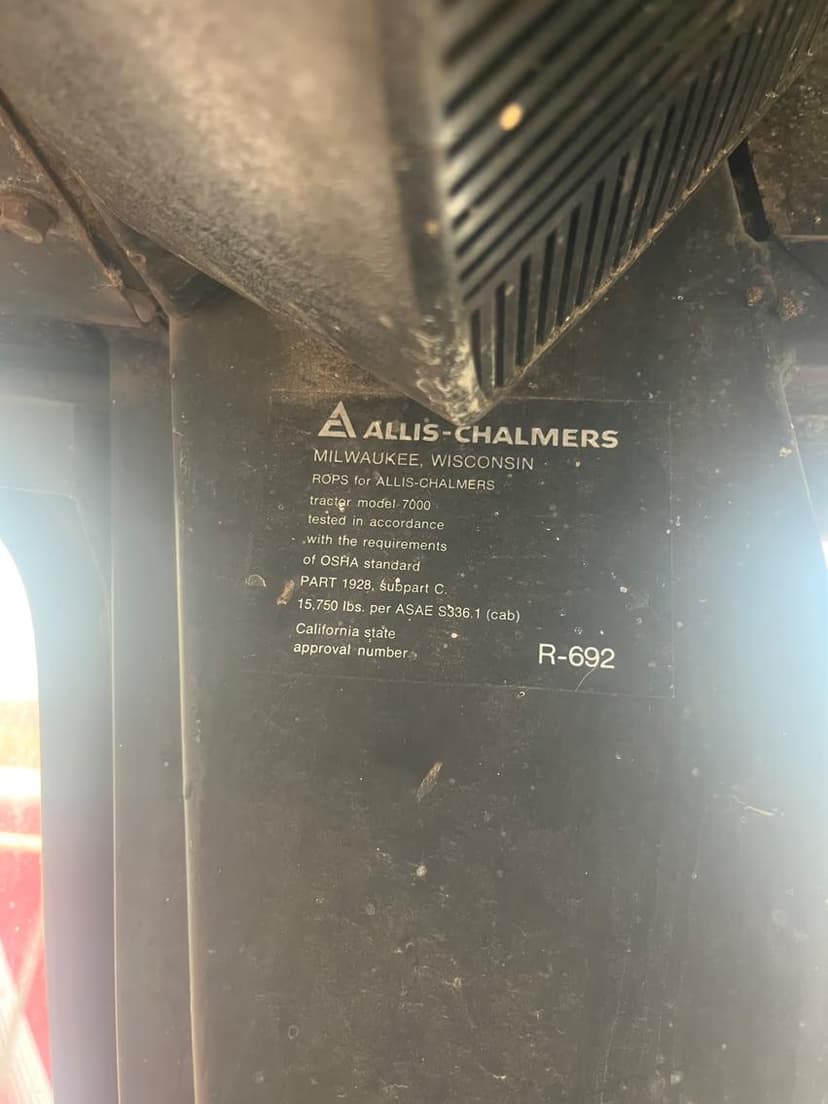 ALLIS-CHALMERS
MILWAUKEE, WISCONSIN
ROPS for ALLIS-CHALMERS
tractor model 7000
tested in accordance
with the requirements
of OSHA standard
PART 1928, subpart C.
15,750 lbs. per ASAE S336.1 (cab)
California state
approval number R-692